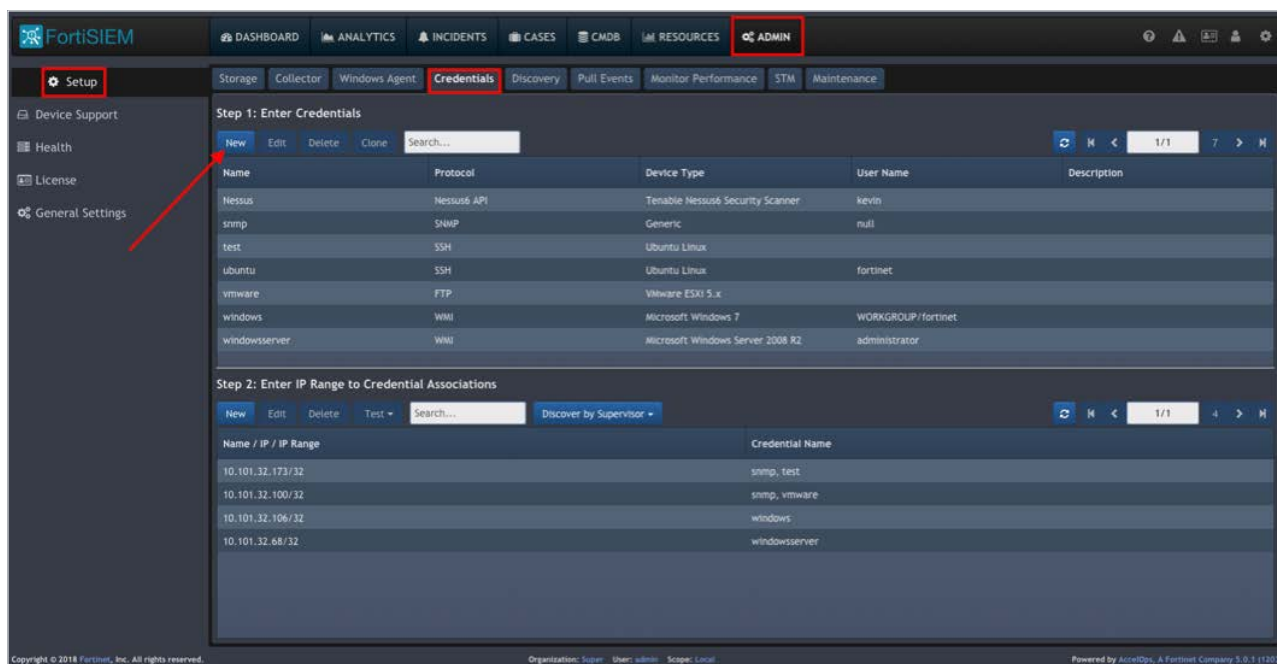 FortiSIEM DASHBOARD ANALYTICS INCIDENTS CASES CMDB RESOURCES ADMIN
Setup Storage Collector Windows Agent Credentials Discovery Pull Events Monitor Performance STM Maintenance
Device Support
Health
License
General Settings
Step 1: Enter Credentials
New Edit Delete Clone Search... 1/1 7
Name Protocol Device Type User Name Description
Nessus Nessus6 API Tenable Nessus6 Security Scanner kevin
snmp SNMP Generic null
test SSH Ubuntu Linux
ubuntu SSH Ubuntu Linux fortinet
vmware FTP VMware ESXi 5.x
windows WMI Microsoft Windows 7 WORKGROUP/fortinet
windowsserver WMI Microsoft Windows Server 2008 R2 administrator
Step 2: Enter IP Range to Credential Associations
New Edit Delete Test Search... Discover by Supervisor 1/1 4
Name / IP / IP Range Credential Name
10.101.32.173/32 snmp, test
10.101.32.100/32 snmp, vmware
10.101.32.106/32 windows
10.101.32.68/32 windowsserver
Copyright © 2018 Fortinet, Inc. All rights reserved. Organization: Super User: admin Scope: Local Powered by AccelOps, A Fortinet Company 5.0.1 (120